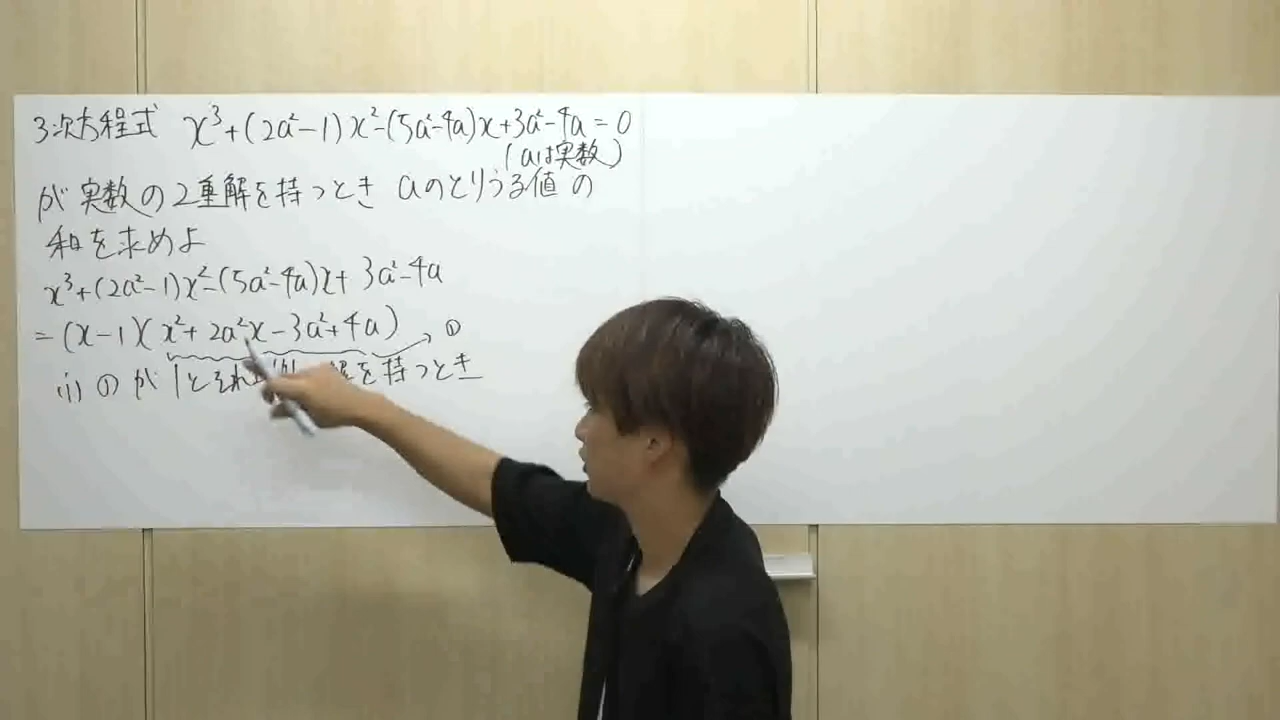 3次方程式 x³+(2a²-1)x²-(5a²-4a)x+3a²-4a=0
(aは実数)
が実数の2重解を持つとき aのとりうる値の
和を求めよ
x³+(2a²-1)x²-(5a²-4a)x+3a²-4a
=(x-1)(x²+2a²x-3a²+4a) → ①
(i) ①が1とそれ 解を持つとき